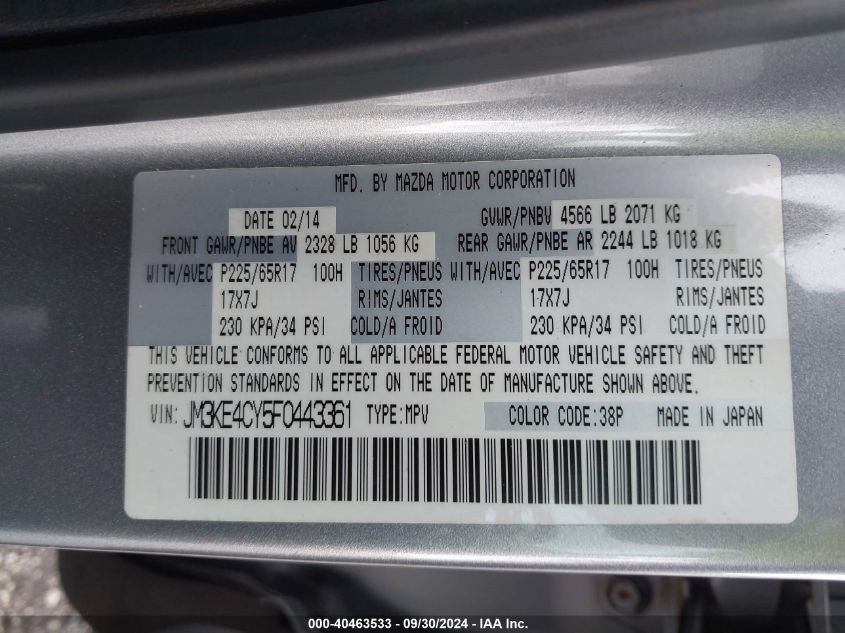 MFD. BY MAZDA MOTOR CORPORATION
DATE 02/14 GVWR/PNBV 4566 LB 2071 KG
FRONT GAWR/PNBE AV 2328 LB 1056 KG REAR GAWR/PNBE AR 2244 LB 1018 KG
WITH/AVEC P225/65R17 100H TIRES/PNEUS WITH/AVEC P225/65R17 100H TIRES/PNEUS
17X7J RIMS/JANTES 17X7J RIMS/JANTES
230 KPA/34 PSI COLD/A FROID 230 KPA/34 PSI COLD/A FROID
THIS VEHICLE CONFORMS TO ALL APPLICABLE FEDERAL MOTOR VEHICLE SAFETY AND THEFT
PREVENTION STANDARDS IN EFFECT ON THE DATE OF MANUFACTURE SHOWN ABOVE.
VIN: JM3KE4CY5F0443361 TYPE:MPV COLOR CODE:38P MADE IN JAPAN
000-40463533 - 09/30/2024 - IAA Inc.